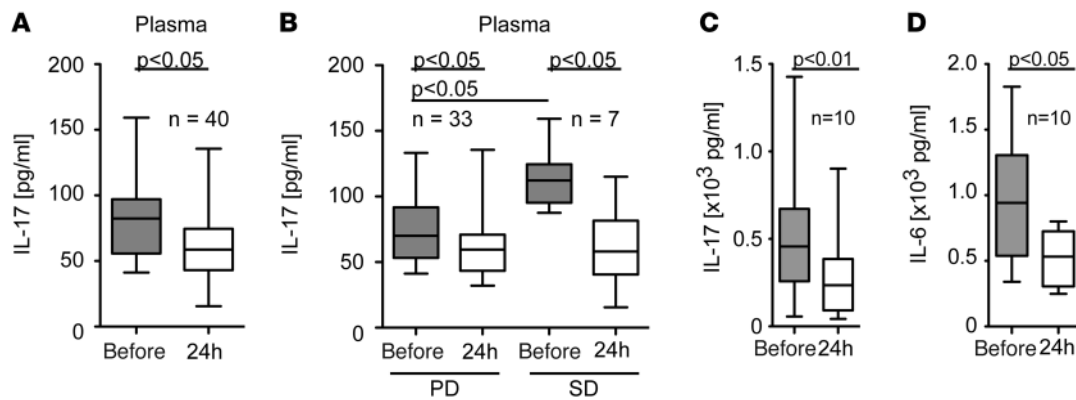 A
Plasma
p<0.05
n = 40
IL-17 [pg/ml]
200
150
100
50
0
Before 24h
B
Plasma
p<0.05
p<0.05
p<0.05
n = 33
n = 7
IL-17 [pg/ml]
200
150
100
50
0
Before 24h Before 24h
PD SD
C
p<0.01
n=10
IL-17 [x10³ pg/ml]
1.5
1.0
0.5
0
Before 24h
D
p<0.05
n=10
IL-6 [x10³ pg/ml]
2.0
1.5
1.0
0.5
0
Before 24h